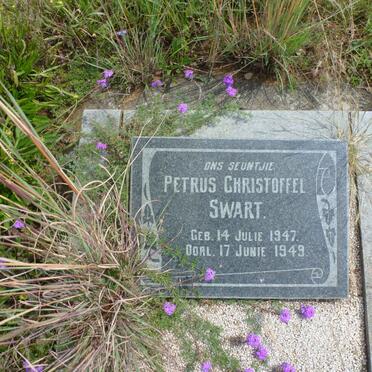 ONS SEUNTJIE
PETRUS CHRISTOFFEL
SWART.
GEB. 14 JULIE 1947.
OORL. 17 JUNIE 1949.